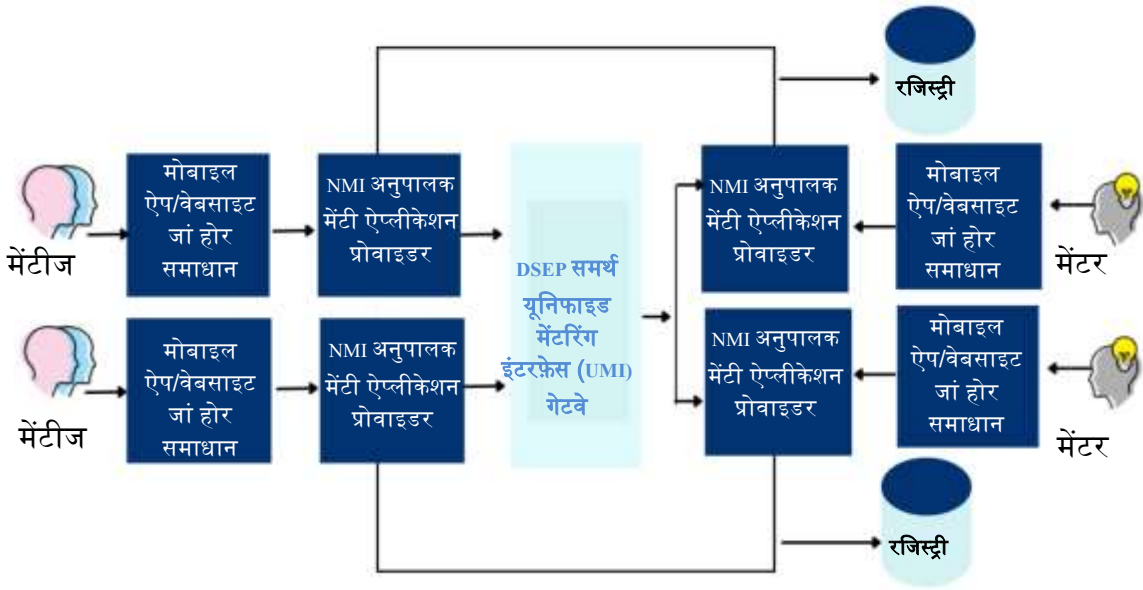 रजिस्ट्री
मोबाइल
ऐप/वेबसाइट
जां होर
समाधान
NMI अनुपालक
मेंटी ऐप्लीकेशन
प्रोवाइडर
NMI अनुपालक
मेंटी ऐप्लीकेशन
प्रोवाइडर
मोबाइल
ऐप/वेबसाइट
जां होर
समाधान
मेंटीज
मेंटर
DSEP समर्थ
यूनिफाइड
मेंटरिंग
इंटरफ़ेस (UMI)
गेटवे
मोबाइल
ऐप/वेबसाइट
जां होर
समाधान
NMI अनुपालक
मेंटी ऐप्लीकेशन
प्रोवाइडर
NMI अनुपालक
मेंटी ऐप्लीकेशन
प्रोवाइडर
मोबाइल
ऐप/वेबसाइट
जां होर
समाधान
मेंटीज
मेंटर
रजिस्ट्री